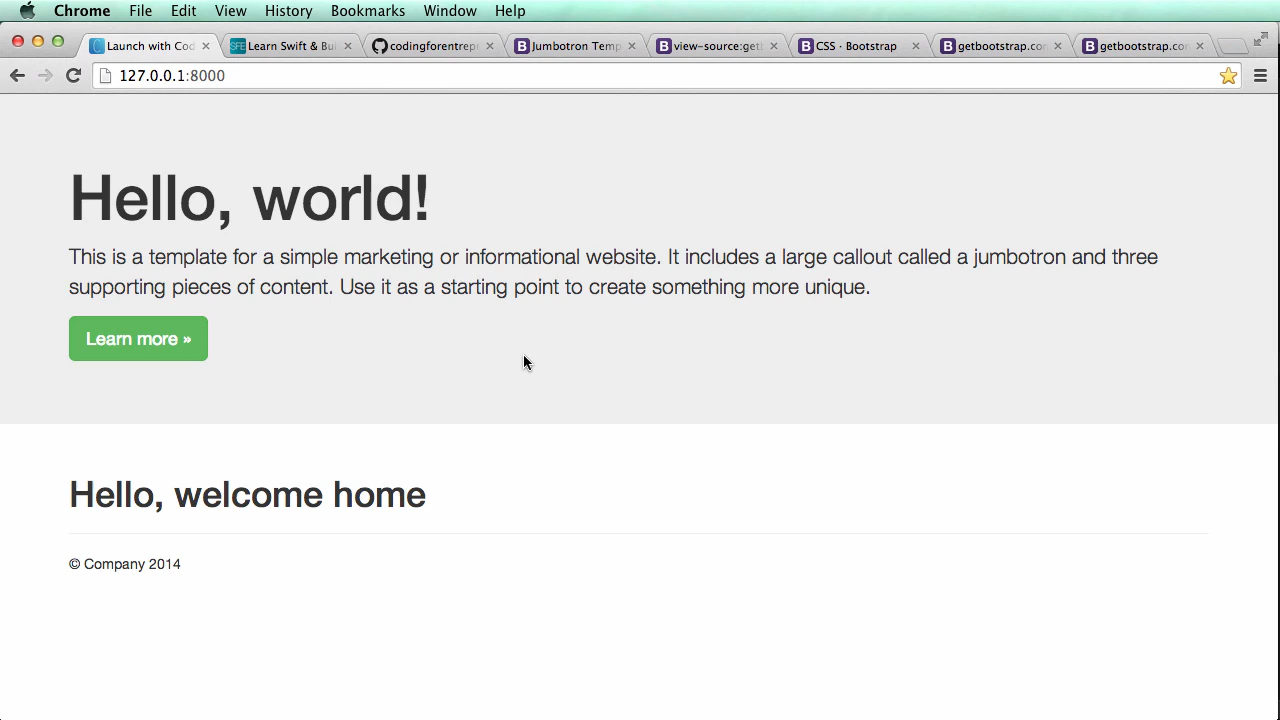 Chrome File Edit View History Bookmarks Window Help
Launch with Cod Learn Swift & Bui codingforentrep Jumbotron Temp view-source:getb CSS · Bootstrap getbootstrap.co getbootstrap.co
127.0.0.1:8000
Hello, world!
This is a template for a simple marketing or informational website. It includes a large callout called a jumbotron and three
supporting pieces of content. Use it as a starting point to create something more unique.
Learn more »
Hello, welcome home
© Company 2014